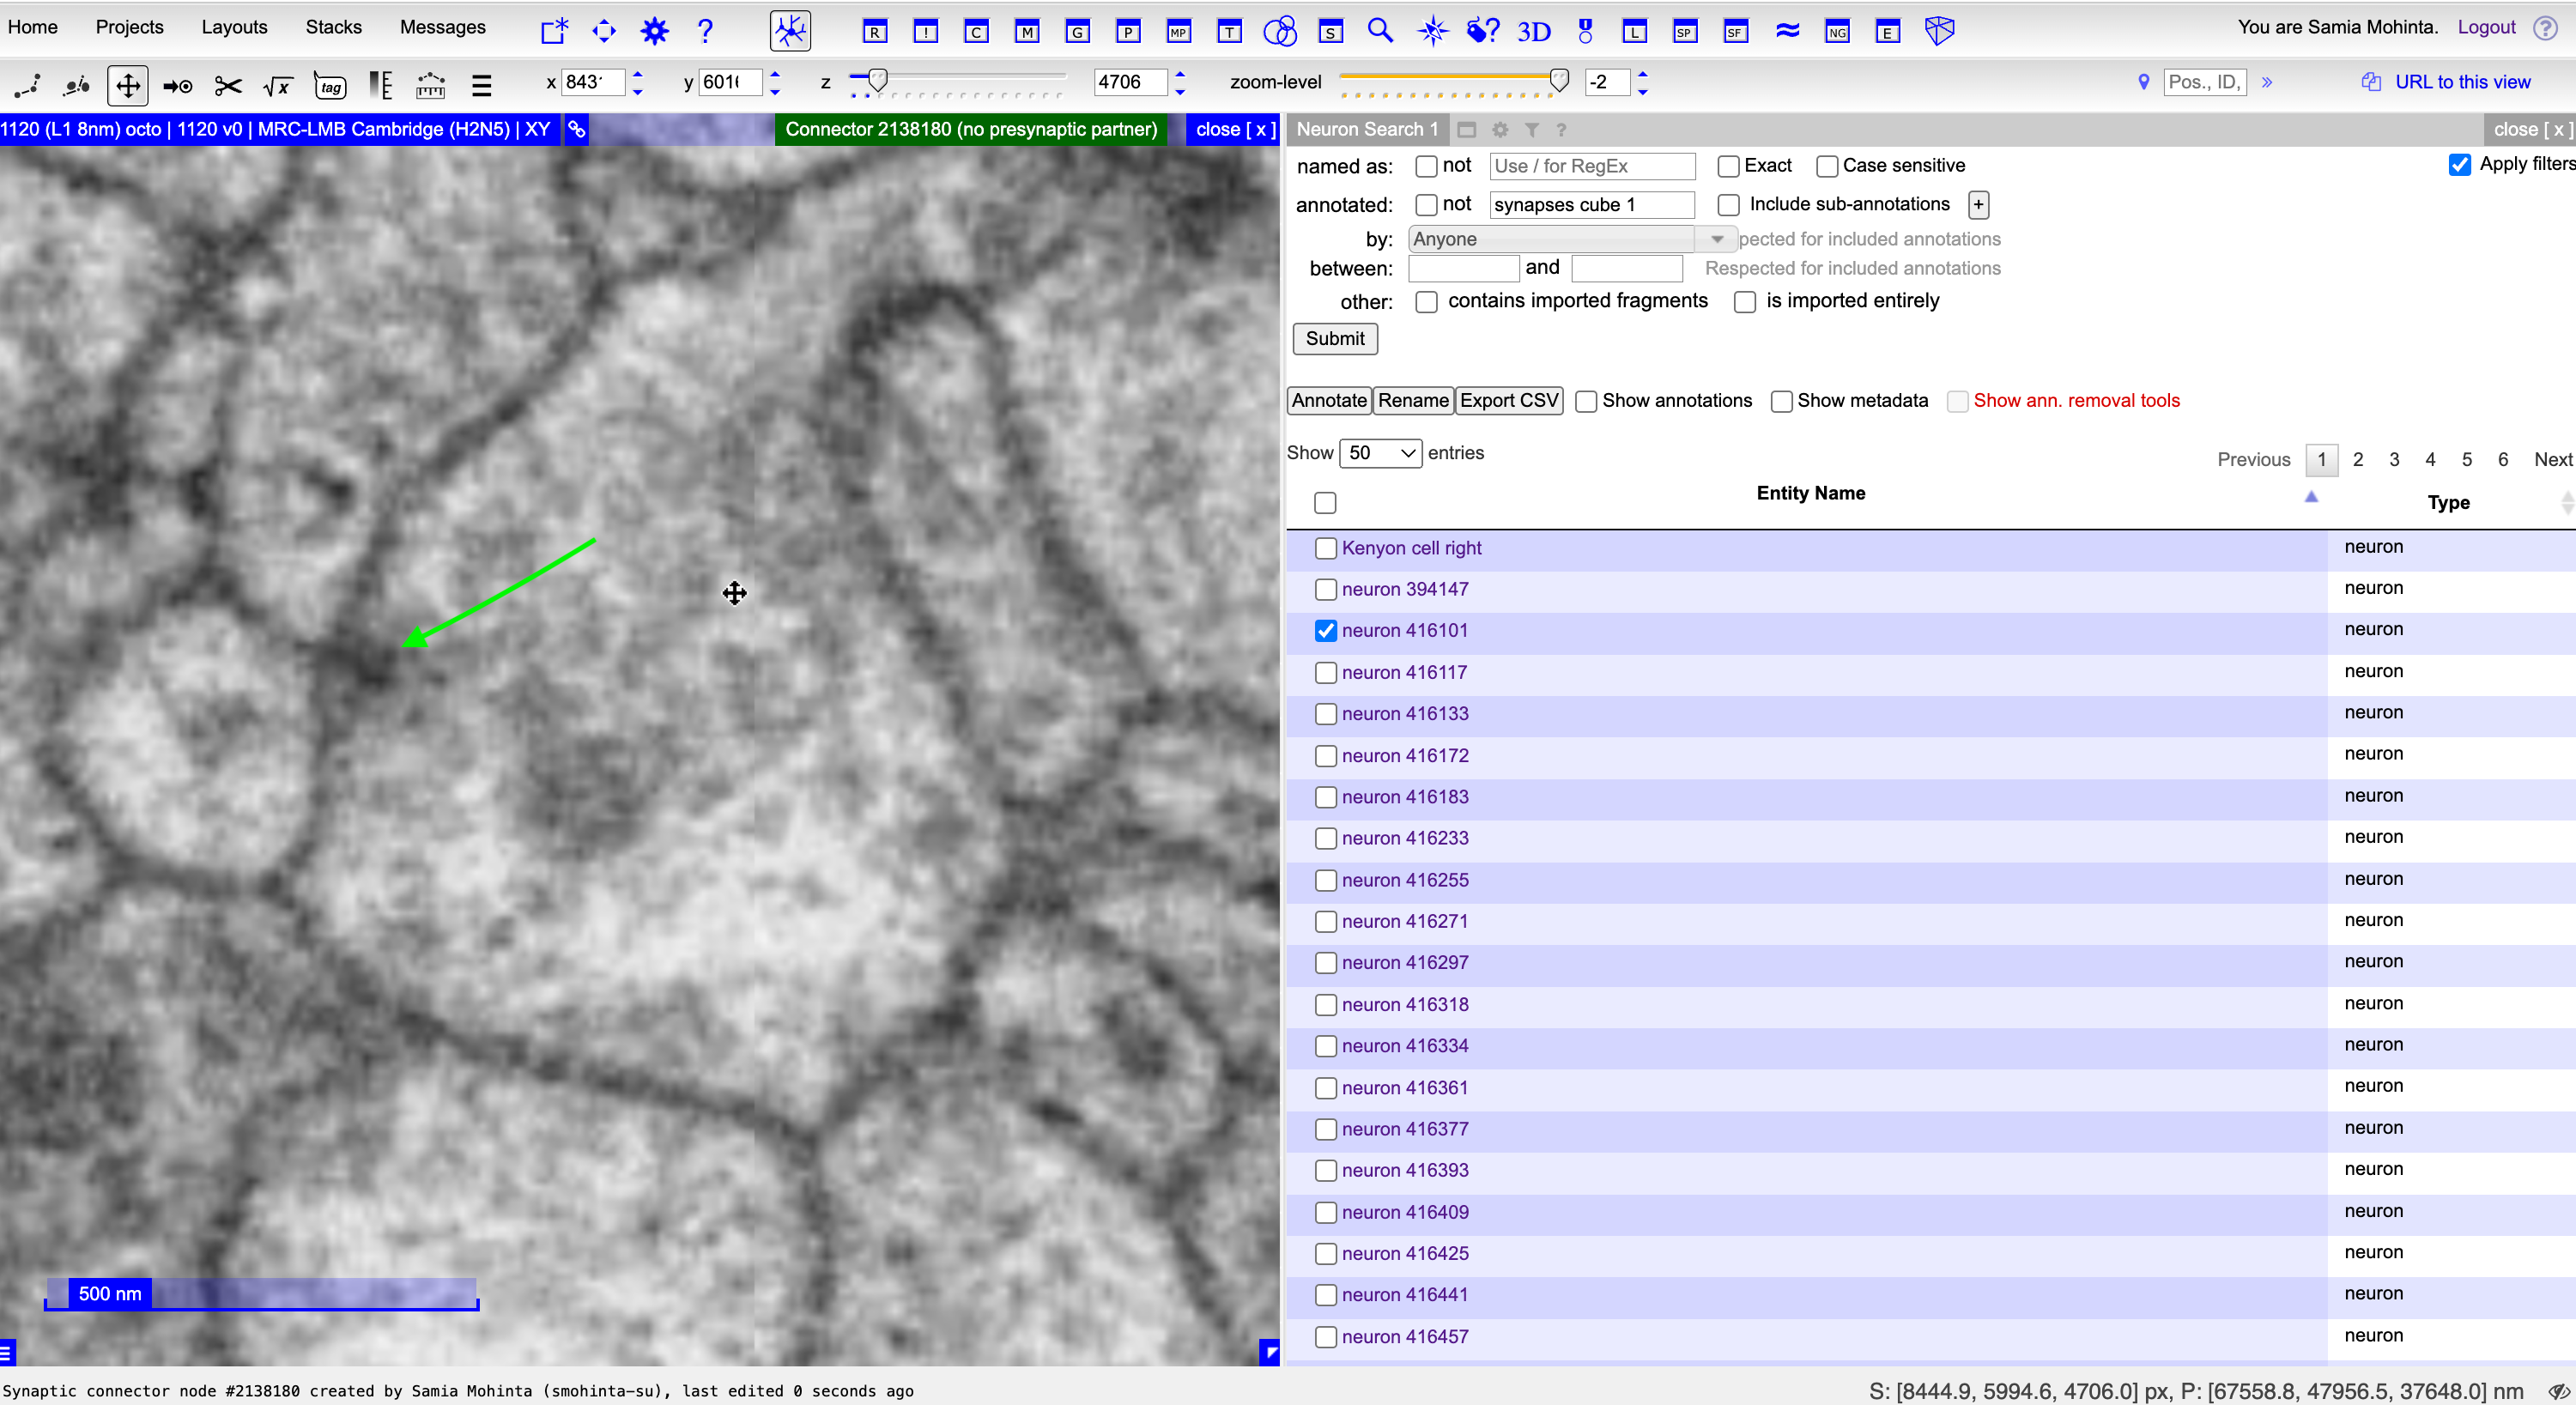 Home Projects Layouts Stacks Messages ? R ! C M G P MP T S ? 3D L SP SF NG E You are Samia Mohinta. Logout ?
tag x 843 y 601 z 4706 zoom-level -2 Pos., ID, » URL to this view
1120 (L1 8nm) octo | 1120 v0 | MRC-LMB Cambridge (H2N5) | XY Connector 2138180 (no presynaptic partner) close [ x ] Neuron Search 1 ? close [ x ]
named as: not Use / for RegEx Exact Case sensitive Apply filters
annotated: not synapses cube 1 Include sub-annotations +
by: Anyone pected for included annotations
between: and Respected for included annotations
other: contains imported fragments is imported entirely
Submit
Annotate Rename Export CSV Show annotations Show metadata Show ann. removal tools
Show 50 entries Previous 1 2 3 4 5 6 Next
Entity Name Type
Kenyon cell right neuron
neuron 394147 neuron
neuron 416101 neuron
neuron 416117 neuron
neuron 416133 neuron
neuron 416172 neuron
neuron 416183 neuron
neuron 416233 neuron
neuron 416255 neuron
neuron 416271 neuron
neuron 416297 neuron
neuron 416318 neuron
neuron 416334 neuron
neuron 416361 neuron
neuron 416377 neuron
neuron 416393 neuron
neuron 416409 neuron
neuron 416425 neuron
neuron 416441 neuron
neuron 416457 neuron
500 nm
Synaptic connector node #2138180 created by Samia Mohinta (smohinta-su), last edited 0 seconds ago S: [8444.9, 5994.6, 4706.0] px, P: [67558.8, 47956.5, 37648.0] nm